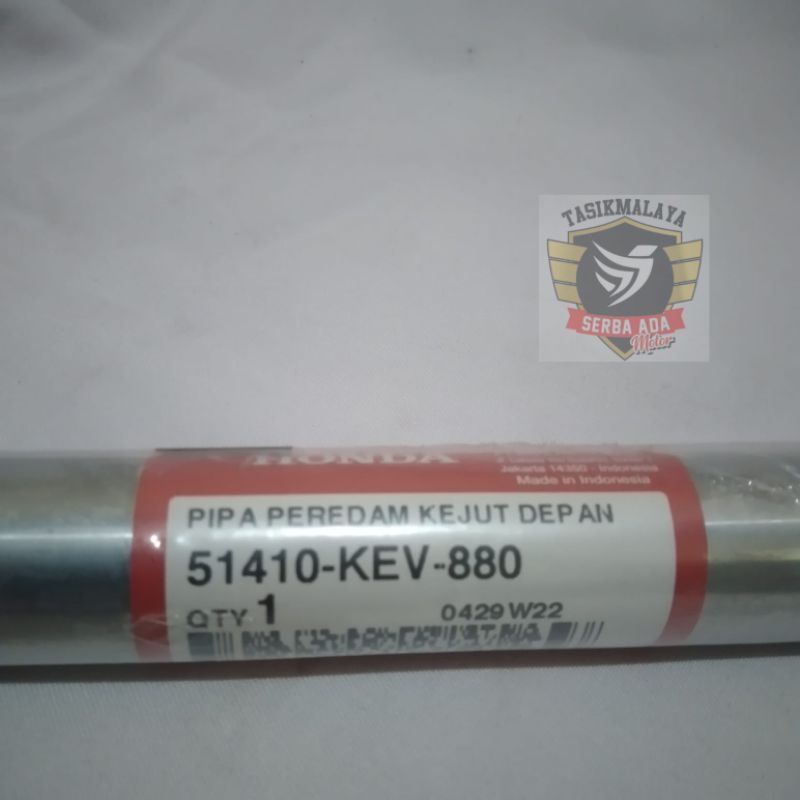 TASIKMALAYA
SERBA ADA
Motor
HONDA
Jakarta 14350 - Indonesia
Made in Indonesia
PIPA PEREDAM KEJUT DEPAN
51410-KEV-880
QTY 1 0429 W22